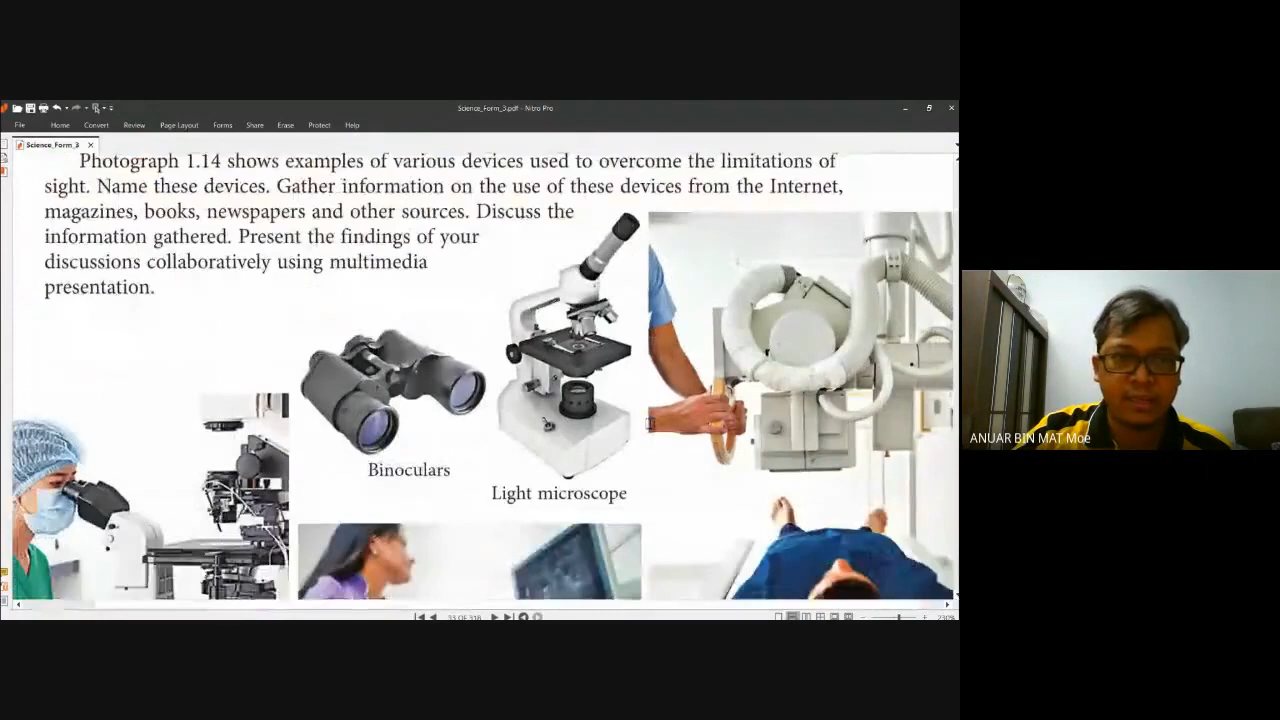 Science_Form_3.pdf - Nitro Pro
File Home Convert Review Page Layout Forms Share Erase Protect Help
Science_Form_3
Photograph 1.14 shows examples of various devices used to overcome the limitations of
sight. Name these devices. Gather information on the use of these devices from the Internet,
magazines, books, newspapers and other sources. Discuss the
information gathered. Present the findings of your
discussions collaboratively using multimedia
presentation.
Binoculars
Light microscope
ANUAR BIN MAT Moe
33 OF 318
230%